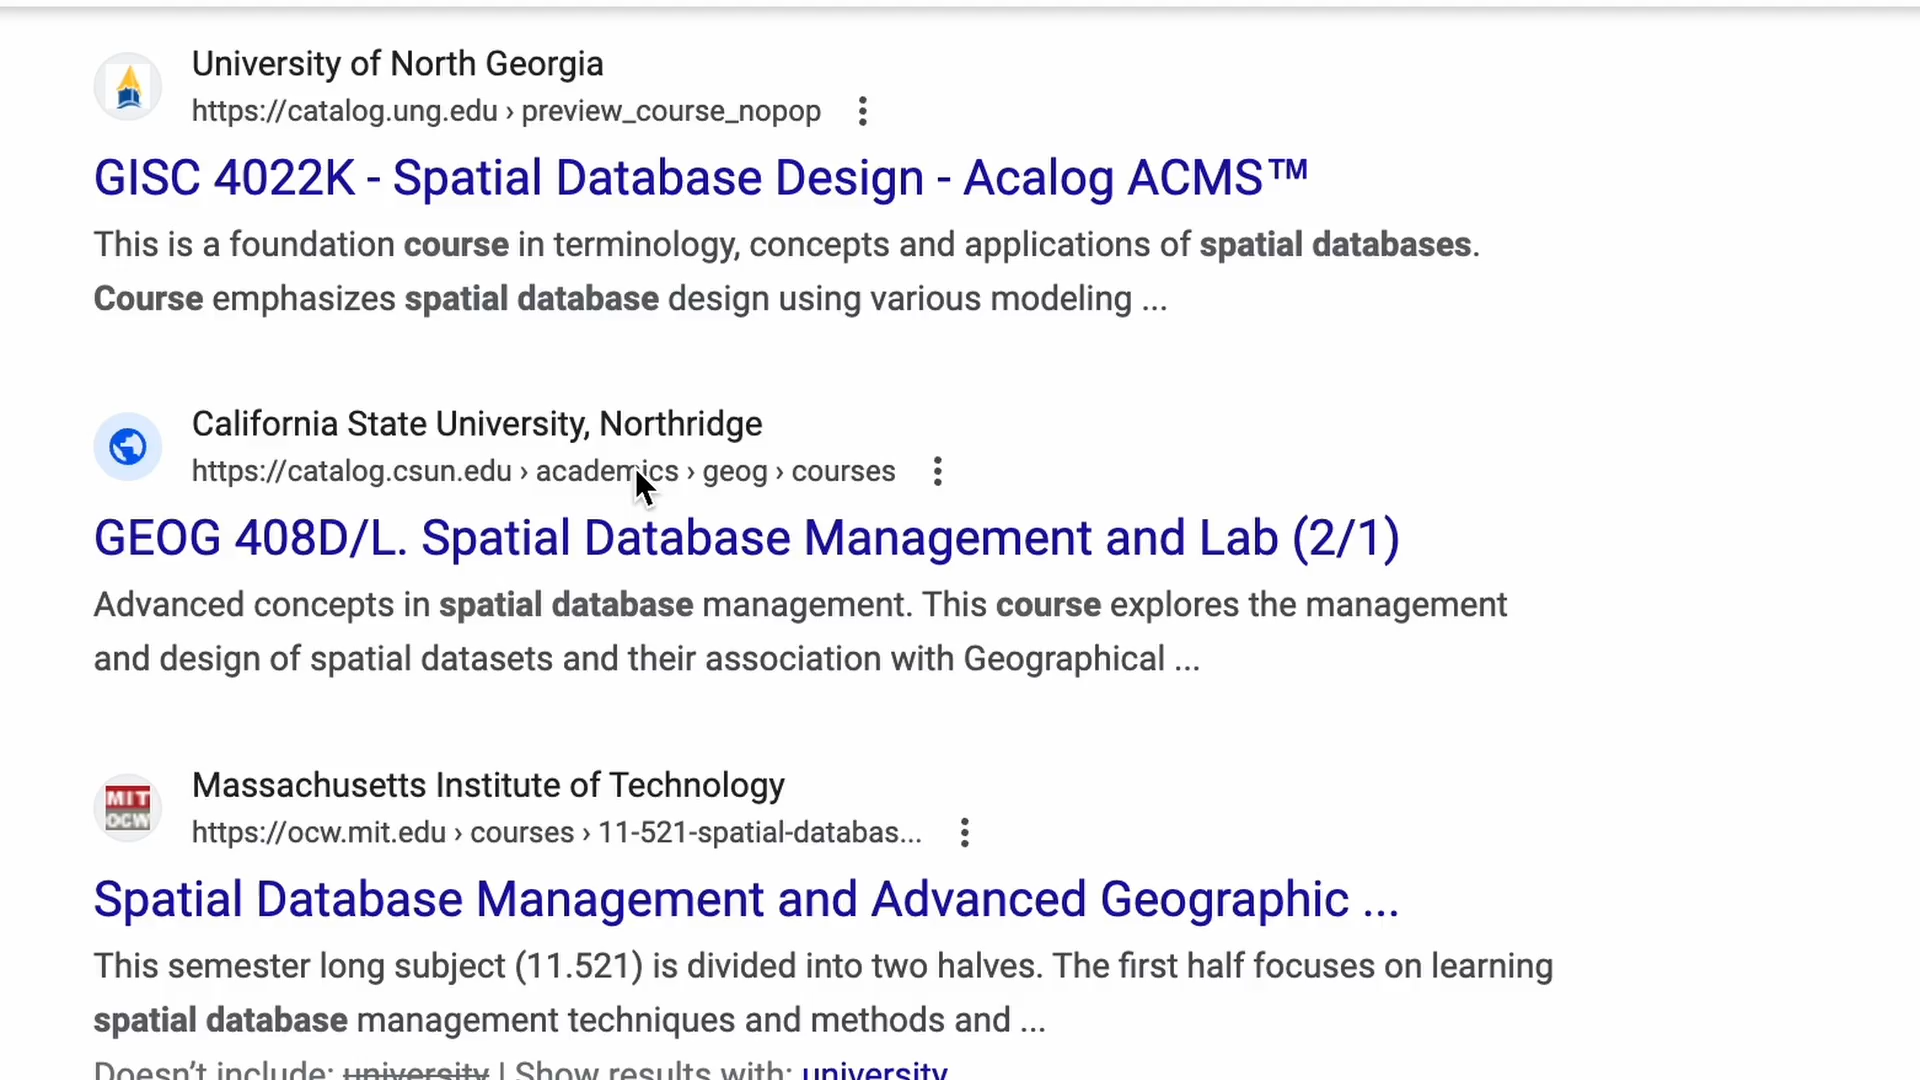 University of North Georgia
https://catalog.ung.edu › preview_course_nopop
GISC 4022K - Spatial Database Design - Acalog ACMS™
This is a foundation course in terminology, concepts and applications of spatial databases.
Course emphasizes spatial database design using various modeling ...
California State University, Northridge
https://catalog.csun.edu › academics › geog › courses
GEOG 408D/L. Spatial Database Management and Lab (2/1)
Advanced concepts in spatial database management. This course explores the management
and design of spatial datasets and their association with Geographical ...
MIT
OCW
Massachusetts Institute of Technology
https://ocw.mit.edu › courses › 11-521-spatial-databas...
Spatial Database Management and Advanced Geographic ...
This semester long subject (11.521) is divided into two halves. The first half focuses on learning
spatial database management techniques and methods and ...
Doesn't include: university | Show results with: university